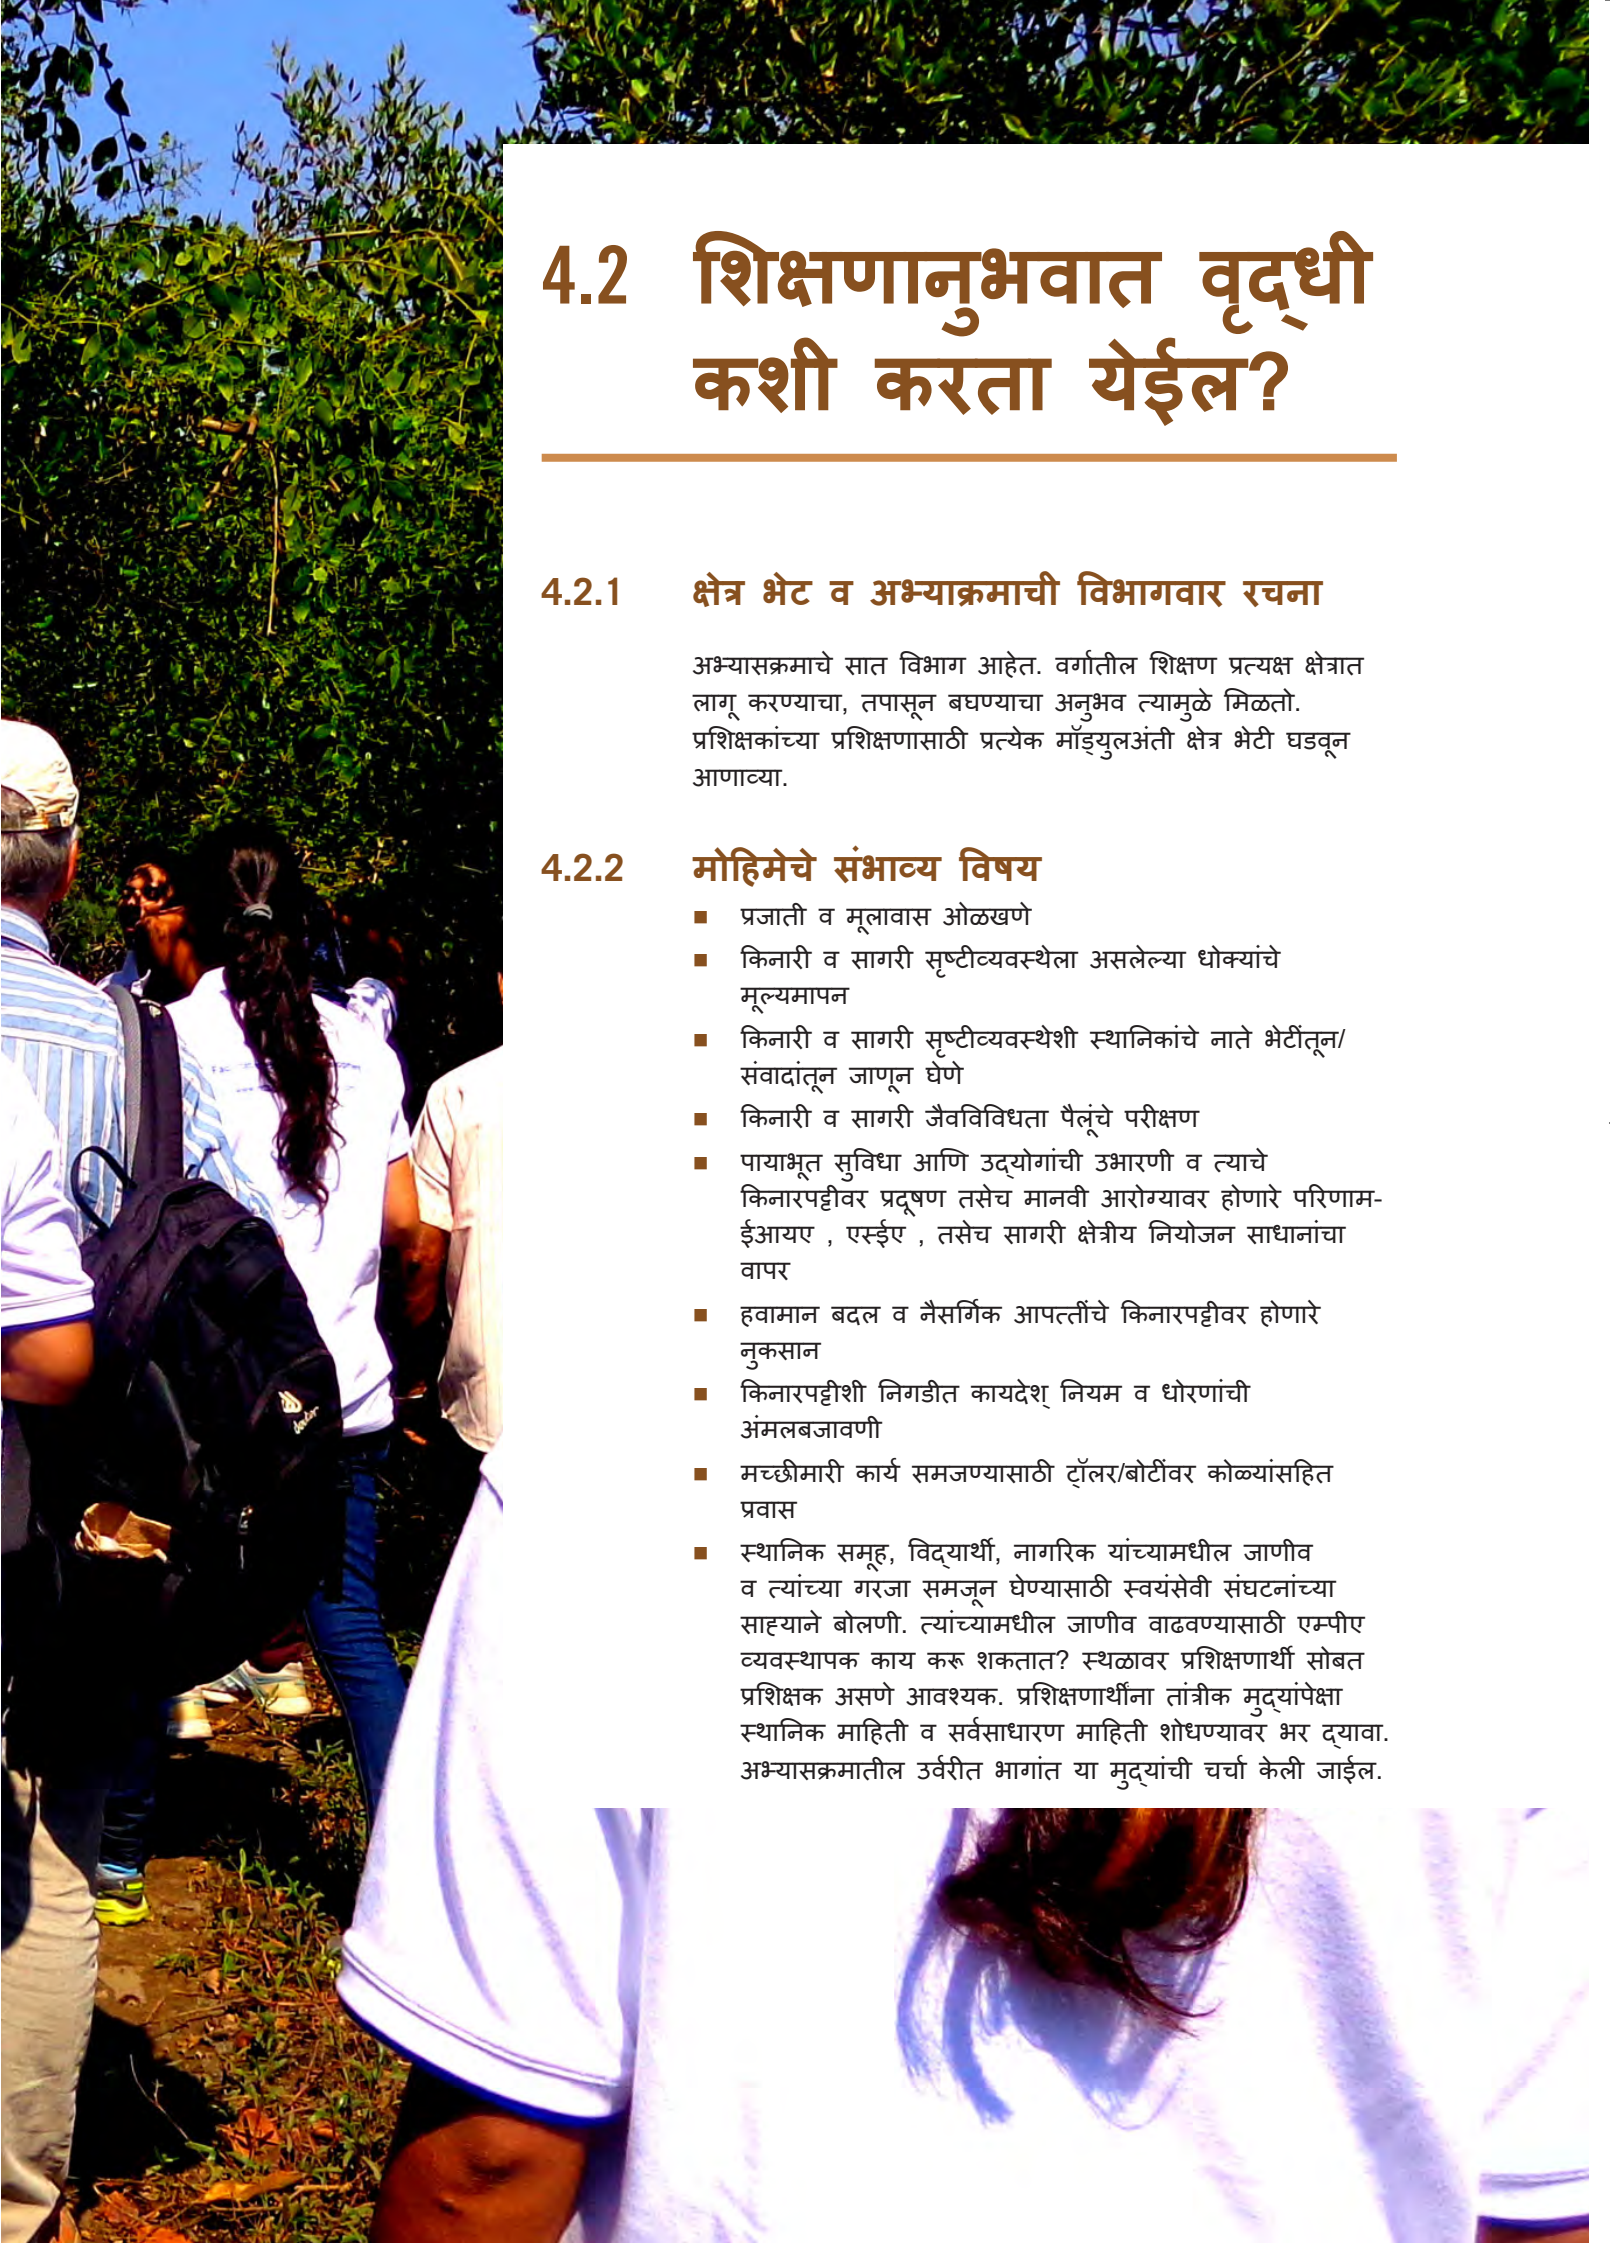 4.2 शिक्षणानुभवात वृद्धी
कशी करता येईल?
4.2.1 क्षेत्र भेट व अभ्याक्रमाची विभागवार रचना
अभ्यासक्रमाचे सात विभाग आहेत. वर्गातील शिक्षण प्रत्यक्ष क्षेत्रात
लागू करण्याचा, तपासून बघण्याचा अनुभव त्यामुळे मिळतो.
प्रशिक्षकांच्या प्रशिक्षणासाठी प्रत्येक मॉड्युलअंती क्षेत्र भेटी घडवून
आणाव्या.
4.2.2 मोहिमेचे संभाव्य विषय
■ प्रजाती व मूलावास ओळखणे
■ किनारी व सागरी सृष्टीव्यवस्थेला असलेल्या धोक्यांचे
मूल्यमापन
■ किनारी व सागरी सृष्टीव्यवस्थेशी स्थानिकांचे नाते भेटींतून/
संवादांतून जाणून घेणे
■ किनारी व सागरी जैवविविधता पैलूंचे परीक्षण
■ पायाभूत सुविधा आणि उद्योगांची उभारणी व त्याचे
किनारपट्टीवर प्रदूषण तसेच मानवी आरोग्यावर होणारे परिणाम-
ईआयए , एस्ईए , तसेच सागरी क्षेत्रीय नियोजन साधानांचा
वापर
■ हवामान बदल व नैसर्गिक आपत्तींचे किनारपट्टीवर होणारे
नुकसान
■ किनारपट्टीशी निगडीत कायदेश् नियम व धोरणांची
अंमलबजावणी
■ मच्छीमारी कार्य समजण्यासाठी ट्रॉलर/बोटींवर कोळ्यांसहित
प्रवास
■ स्थानिक समूह, विद्यार्थी, नागरिक यांच्यामधील जाणीव
व त्यांच्या गरजा समजून घेण्यासाठी स्वयंसेवी संघटनांच्या
साह्याने बोलणी. त्यांच्यामधील जाणीव वाढवण्यासाठी एम्पीए
व्यवस्थापक काय करू शकतात? स्थळावर प्रशिक्षणार्थी सोबत
प्रशिक्षक असणे आवश्यक. प्रशिक्षणार्थींना तांत्रीक मुद्यांपेक्षा
स्थानिक माहिती व सर्वसाधारण माहिती शोधण्यावर भर द्यावा.
अभ्यासक्रमातील उर्वरीत भागांत या मुद्यांची चर्चा केली जाईल.
deuter